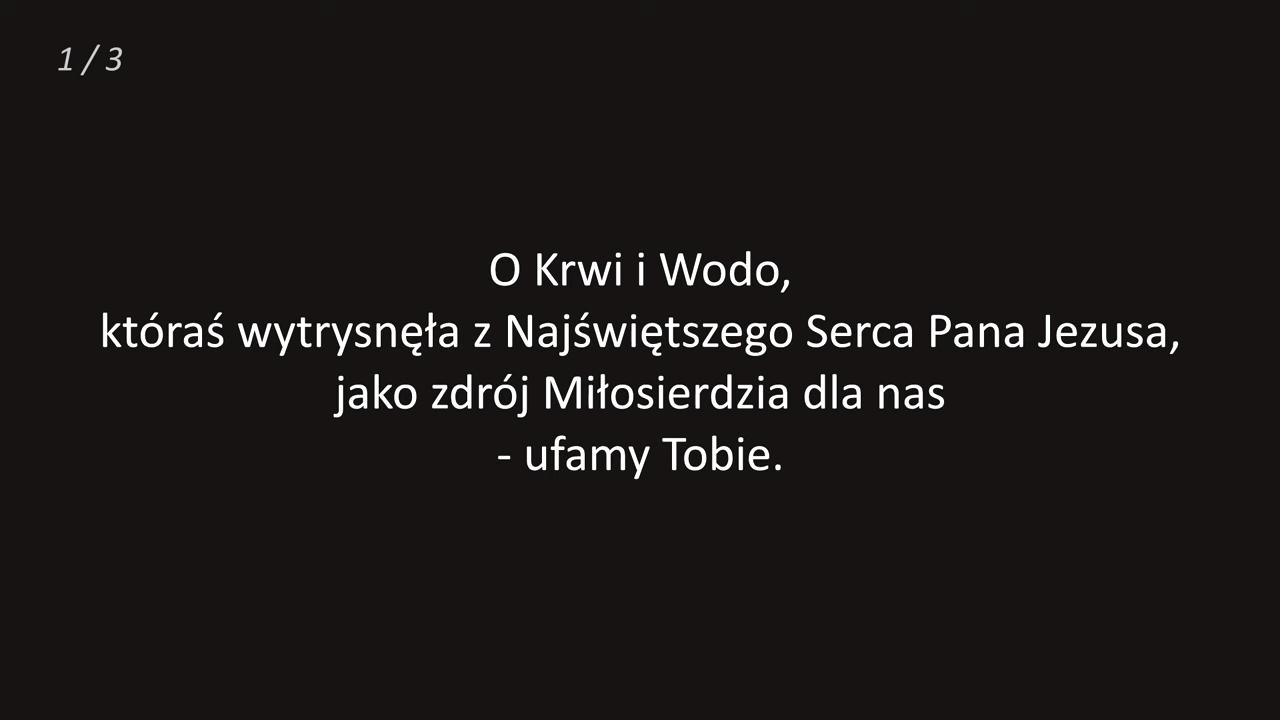 1 / 3
O Krwi i Wodo,
któraś wytrysnęła z Najświętszego Serca Pana Jezusa,
jako zdrój Miłosierdzia dla nas
- ufamy Tobie.